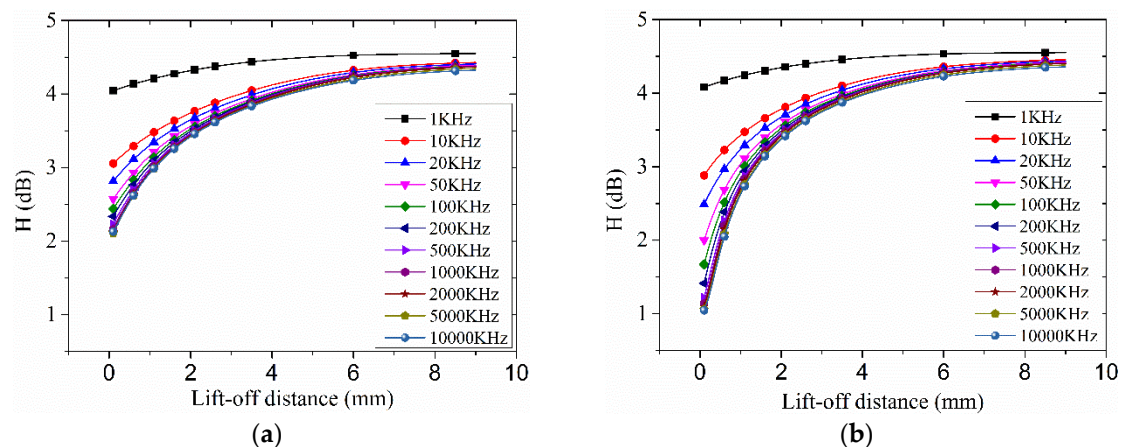 5
4
3
2
1
H (dB)
0
2
4
6
8
10
Lift-off distance (mm)
1KHz
10KHz
20KHz
50KHz
100KHz
200KHz
500KHz
1000KHz
2000KHz
5000KHz
10000KHz
(a)
5
4
3
2
1
H (dB)
0
2
4
6
8
10
Lift-off distance (mm)
1KHz
10KHz
20KHz
50KHz
100KHz
200KHz
500KHz
1000KHz
2000KHz
5000KHz
10000KHz
(b)